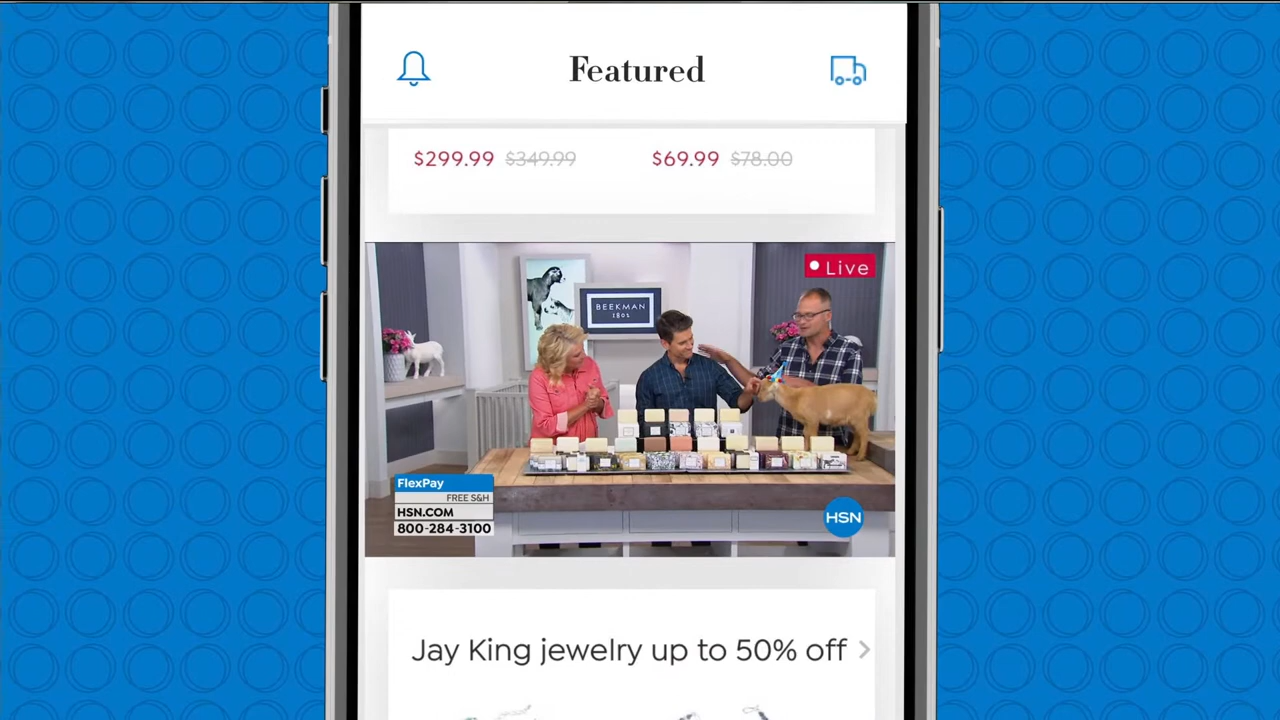 Featured
$299.99 $349.99 $69.99 $78.00
Live
BEEKMAN
1802
FlexPay
FREE S&H
HSN.COM
800-284-3100
HSN
Jay King jewelry up to 50% off